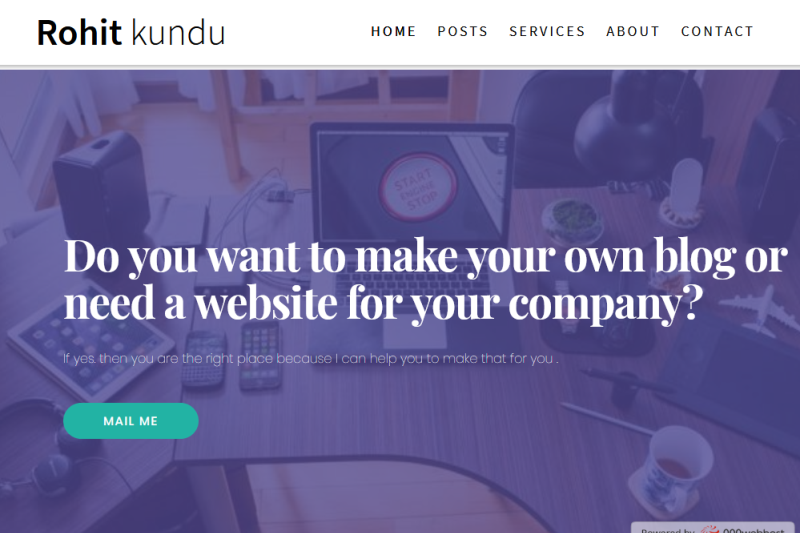 Rohit kundu
HOME POSTS SERVICES ABOUT CONTACT
START
ENGINE
STOP
Do you want to make your own blog or
need a website for your company?
If yes. then you are the right place because I can help you to make that for you .
MAIL ME
Powered by 000webhost